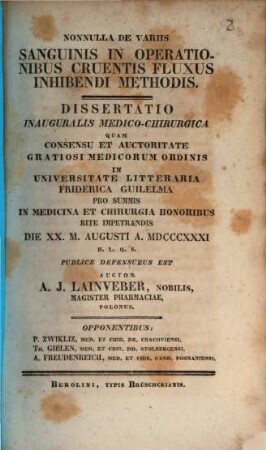 2
NONNULLA DE VARIIS
SANGUINIS IN OPERATIO-
NIBUS CRUENTIS FLUXUS
INHIBENDI METHODIS.
DISSERTATIO
INAUGURALIS MEDICO-CHIRURGICA
QUAM
CONSENSU ET AUCTORITATE
GRATIOSI MEDICORUM ORDINIS
IN
UNIVERSITATE LITTERARIA
FRIDERICA GUILELMA
PRO SUMMIS
IN MEDICINA ET CHIRURGIA HONORIBUS
RITE IMPETRANDIS
DIE XX. M. AUGUSTI A. MDCCCXXXI
H. L. Q. S.
PUBLICE DEFENSURUS EST
AUCTOR
A. J. LAINVEBER, NOBILIS,
MAGISTER PHARMACIAE,
POLONUS.
OPPONENTIBUS:
P. ZWIKLIZ, MED. ET CHIR. DR. CRACOVIENSI,
TH. GIELEN, MED. ET CHIR. DD. STOLBERGENSI,
A. FREUDENREICH, MED. ET CHIR. CAND. POSNANIENSI.
BEROLINI, TYPIS BRÜSCHCKIANIS.